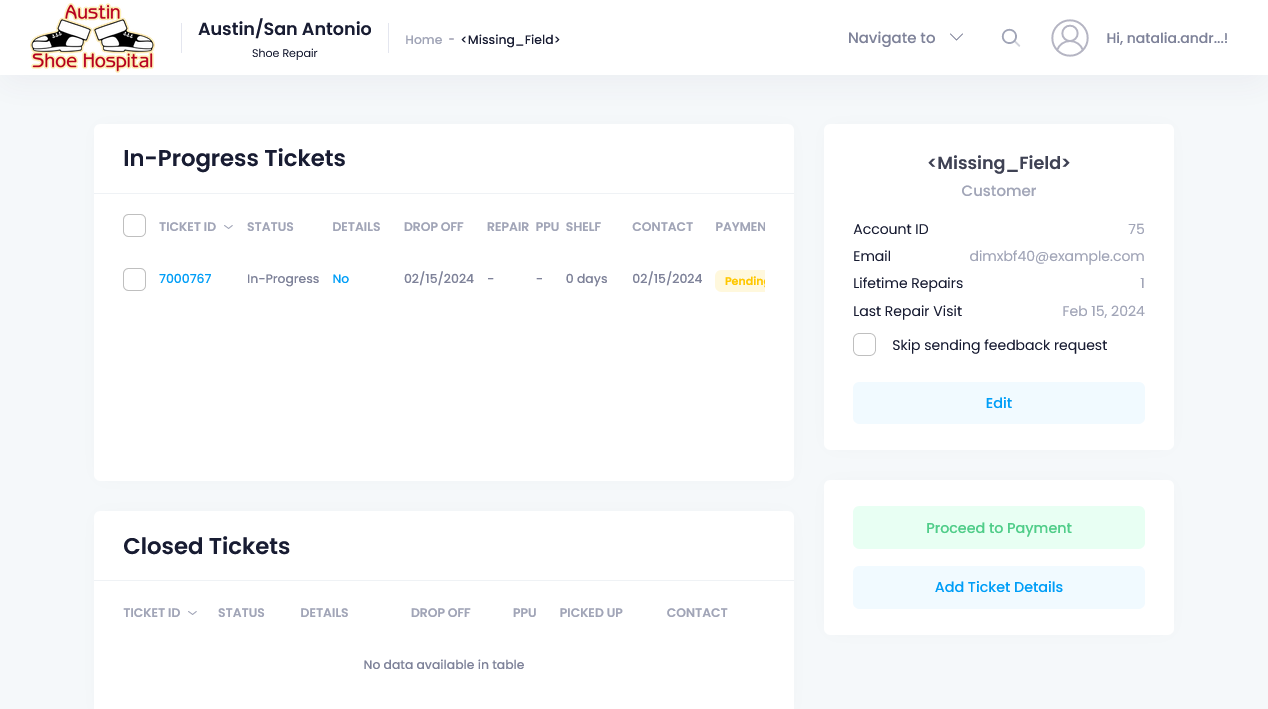 Austin
Shoe Hospital
Austin/San Antonio
Shoe Repair
Home - <Missing_Field>
Navigate to
Hi, natalia.andr...!
In-Progress Tickets
TICKET ID STATUS DETAILS DROP OFF REPAIR PPU SHELF CONTACT PAYMEN
7000767 In-Progress No 02/15/2024 - - 0 days 02/15/2024 Pending
<Missing_Field>
Customer
Account ID 75
Email dimxbf40@example.com
Lifetime Repairs 1
Last Repair Visit Feb 15, 2024
Skip sending feedback request
Edit
Proceed to Payment
Add Ticket Details
Closed Tickets
TICKET ID STATUS DETAILS DROP OFF PPU PICKED UP CONTACT
No data available in table